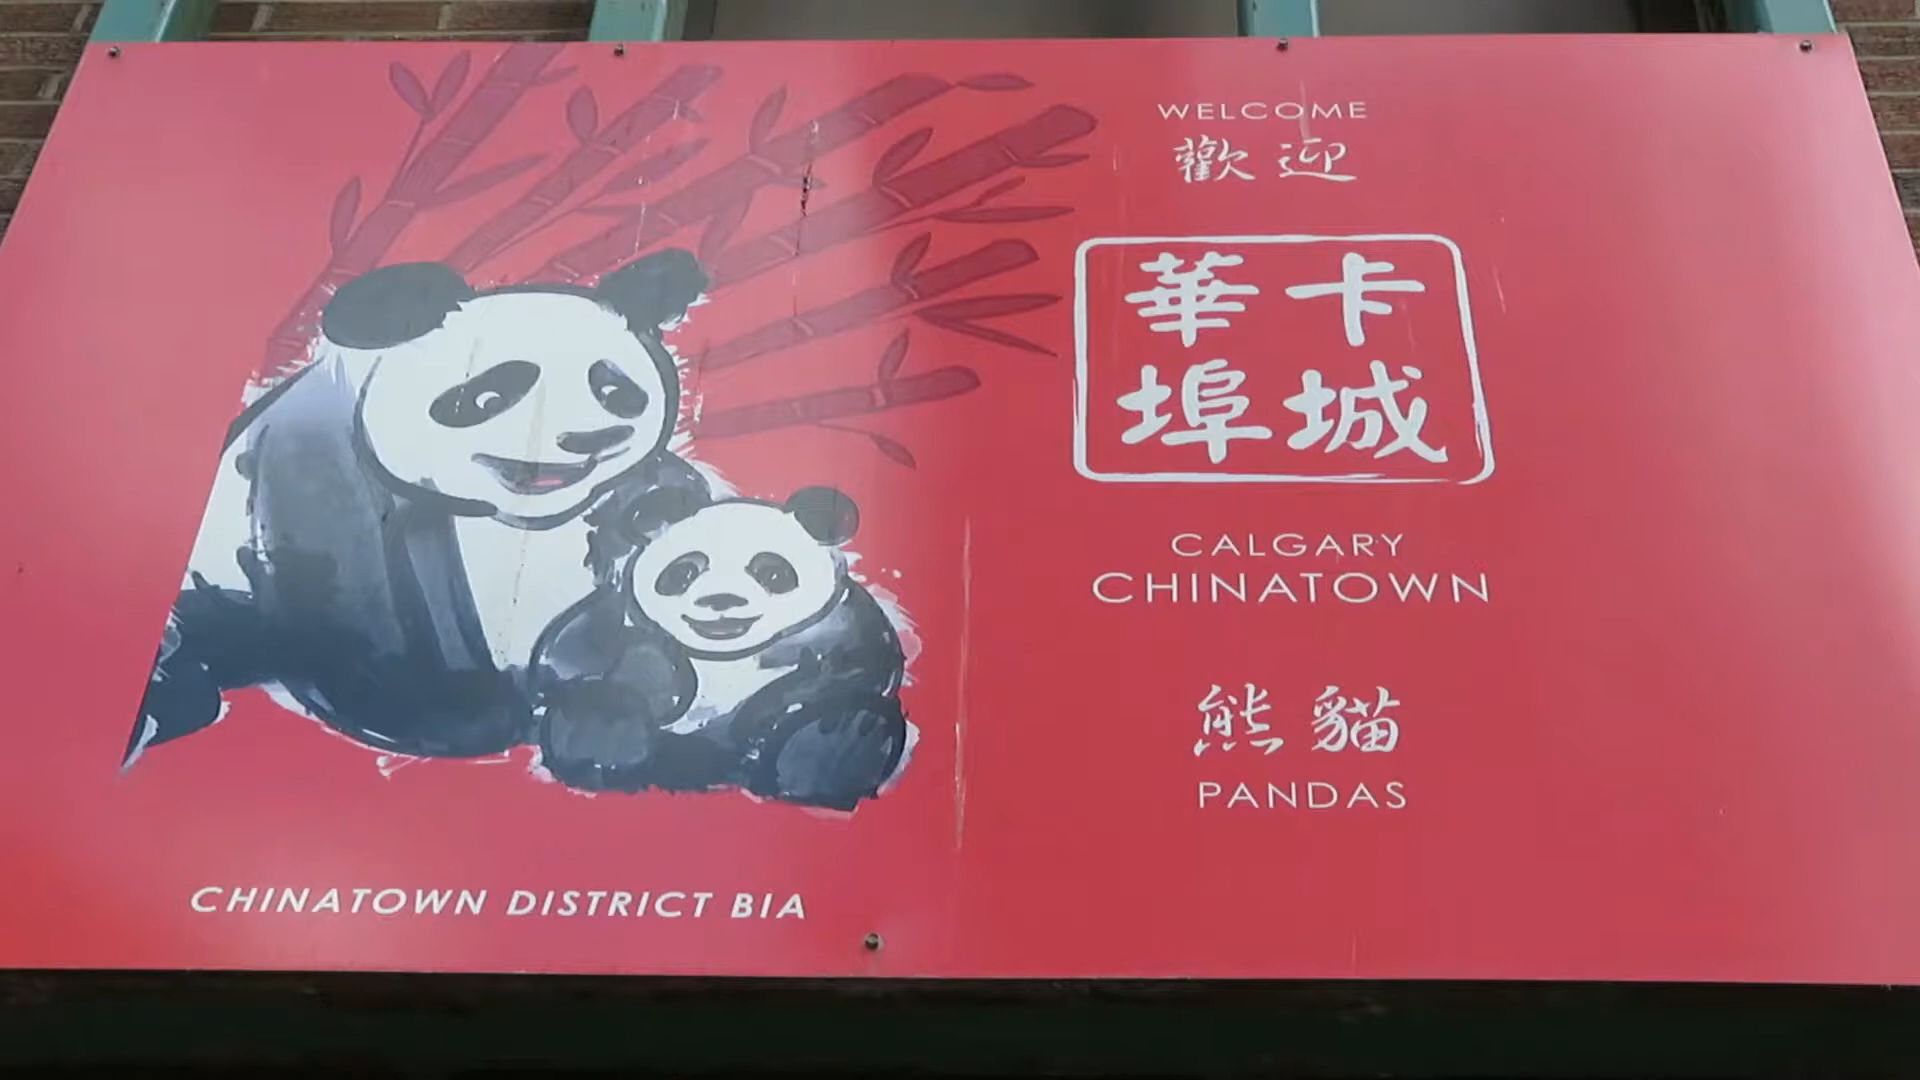 WELCOME
歡迎
華卡
埠城
CALGARY
CHINATOWN
熊貓
PANDAS
CHINATOWN DISTRICT BIA